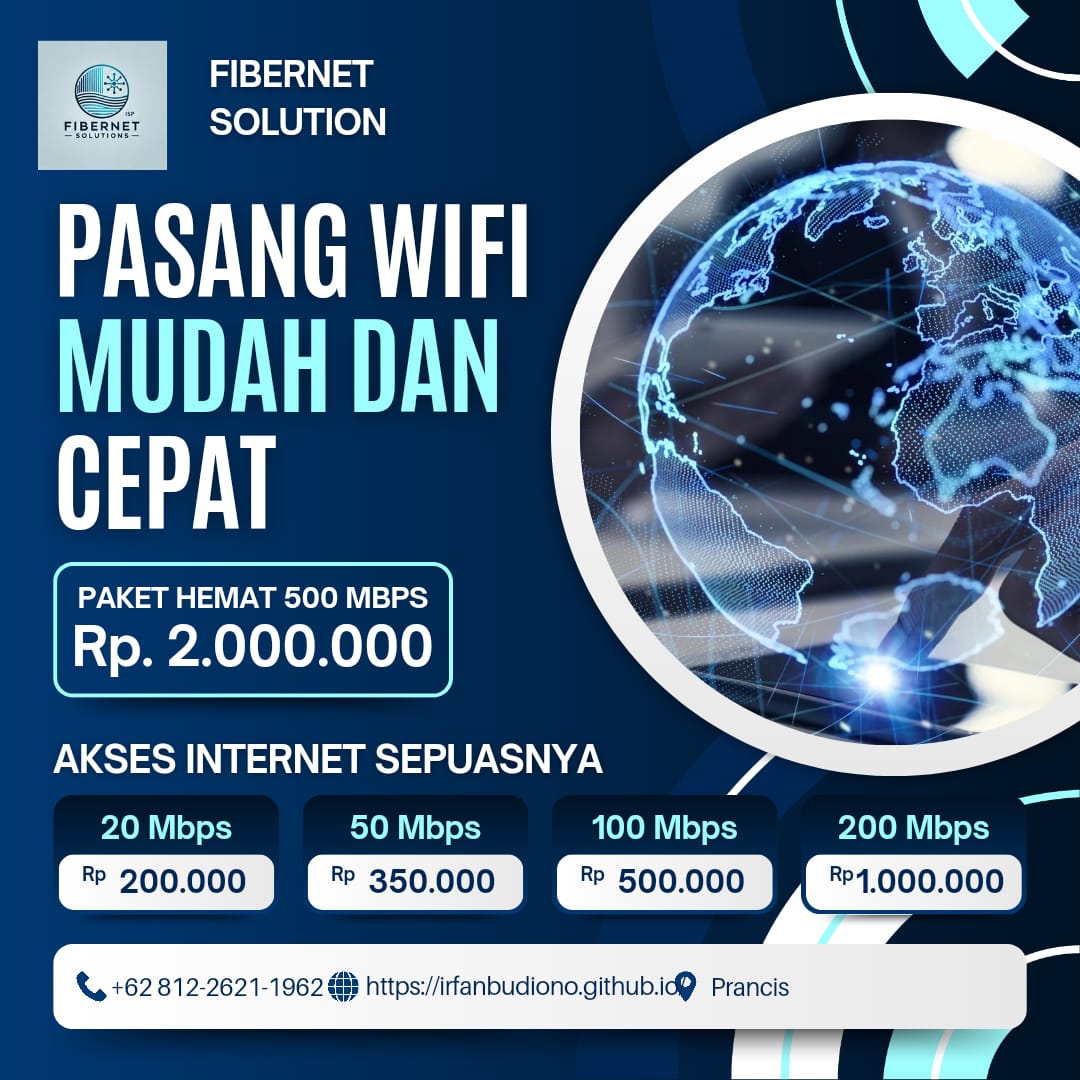 ISP
FIBERNET
SOLUTIONS
FIBERNET
SOLUTION
PASANG WIFI
MUDAH DAN
CEPAT
PAKET HEMAT 500 MBPS
Rp. 2.000.000
AKSES INTERNET SEPUASNYA
20 Mbps
Rp 200.000
50 Mbps
Rp 350.000
100 Mbps
Rp 500.000
200 Mbps
Rp1.000.000
+62 812-2621-1962
https://irfanbudiono.github.io
Prancis